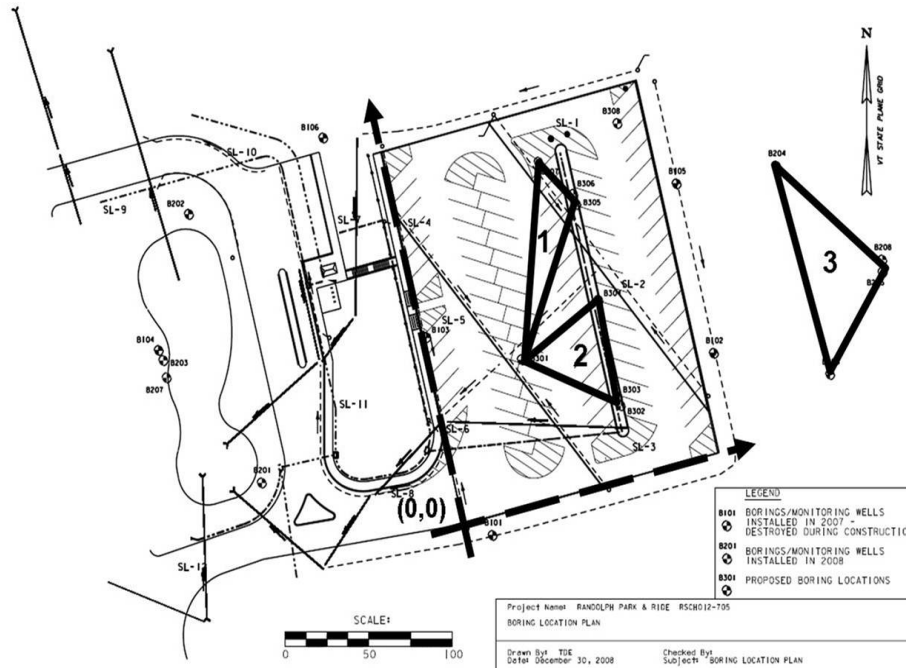 N
VT STATE PLANE GRID
B204
B308
SL-1
B106
B105
SL-10
B306
B305
SL-9
B202
SL-4
1
3
B208
SL-2
SL-5
B103
B104
B203
B207
B301
2
B102
B303
B302
SL-11
SL-6
SL-3
B201
SL-8
(0,0)
B101
SL-12
LEGEND
B101 BORINGS/MONITORING WELLS
INSTALLED IN 2007 -
DESTROYED DURING CONSTRUCTIO
B201 BORINGS/MONITORING WELLS
INSTALLED IN 2008
B301 PROPOSED BORING LOCATIONS
SCALE:
0 50 100
Project Name: RANDOLPH PARK & RIDE RSCH012-705
BORING LOCATION PLAN
Drawn By: TDE Checked By:
Date: December 30, 2008 Subject: BORING LOCATION PLAN